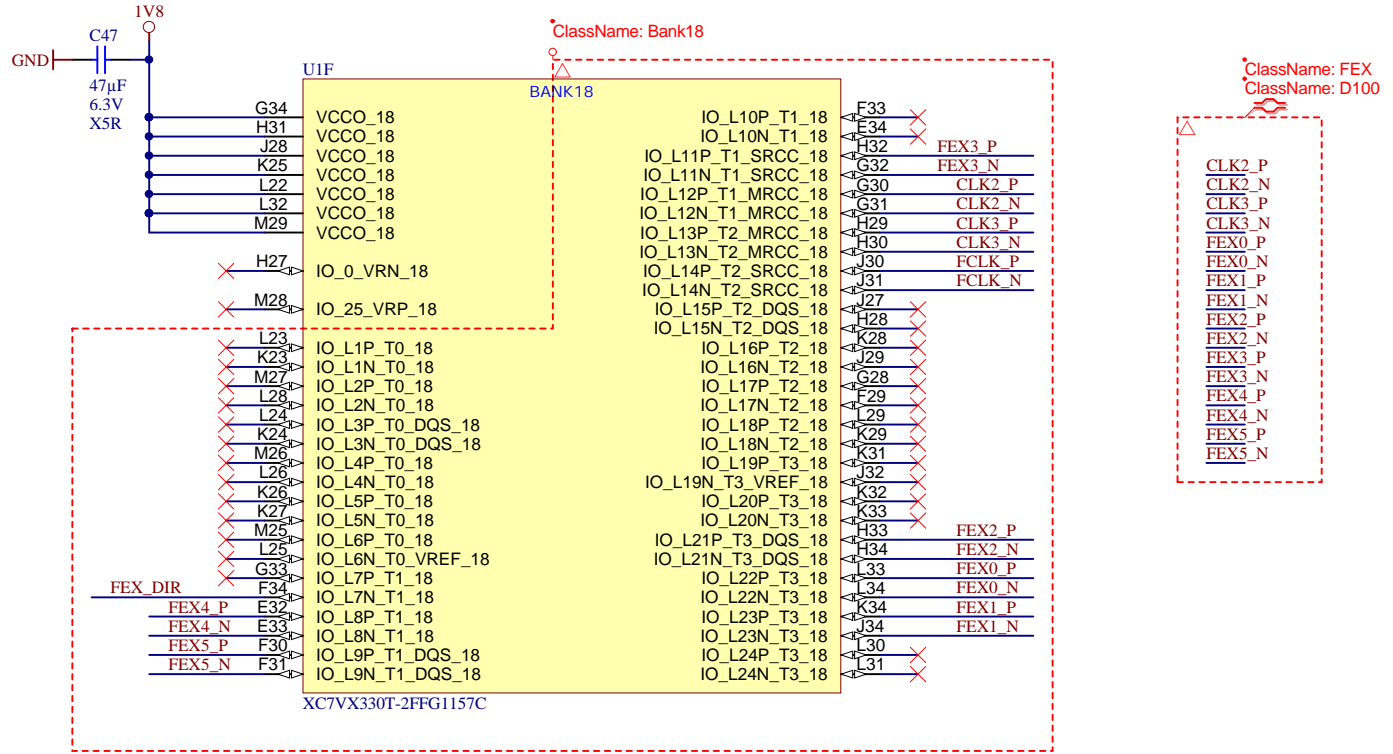 1V8
C47
GND
47µF
6.3V
X5R
ClassName: Bank18
U1F
BANK18
G34 VCCO_18
H31 VCCO_18
J28 VCCO_18
K25 VCCO_18
L22 VCCO_18
L32 VCCO_18
M29 VCCO_18
H27 IO_0_VRN_18
M28 IO_25_VRP_18
L23 IO_L1P_T0_18
K23 IO_L1N_T0_18
M27 IO_L2P_T0_18
L28 IO_L2N_T0_18
L24 IO_L3P_T0_DQS_18
K24 IO_L3N_T0_DQS_18
M26 IO_L4P_T0_18
L26 IO_L4N_T0_18
K26 IO_L5P_T0_18
K27 IO_L5N_T0_18
M25 IO_L6P_T0_18
L25 IO_L6N_T0_VREF_18
G33 IO_L7P_T1_18
FEX_DIR F34 IO_L7N_T1_18
FEX4_P E32 IO_L8P_T1_18
FEX4_N E33 IO_L8N_T1_18
FEX5_P F30 IO_L9P_T1_DQS_18
FEX5_N F31 IO_L9N_T1_DQS_18
IO_L10P_T1_18 F33
IO_L10N_T1_18 E34
IO_L11P_T1_SRCC_18 H32 FEX3_P
IO_L11N_T1_SRCC_18 G32 FEX3_N
IO_L12P_T1_MRCC_18 G30 CLK2_P
IO_L12N_T1_MRCC_18 G31 CLK2_N
IO_L13P_T2_MRCC_18 H29 CLK3_P
IO_L13N_T2_MRCC_18 H30 CLK3_N
IO_L14P_T2_SRCC_18 J30 FCLK_P
IO_L14N_T2_SRCC_18 J31 FCLK_N
IO_L15P_T2_DQS_18 J27
IO_L15N_T2_DQS_18 H28
IO_L16P_T2_18 K28
IO_L16N_T2_18 J29
IO_L17P_T2_18 G28
IO_L17N_T2_18 F29
IO_L18P_T2_18 L29
IO_L18N_T2_18 K29
IO_L19P_T3_18 K31
IO_L19N_T3_VREF_18 J32
IO_L20P_T3_18 K32
IO_L20N_T3_18 K33
IO_L21P_T3_DQS_18 H33 FEX2_P
IO_L21N_T3_DQS_18 H34 FEX2_N
IO_L22P_T3_18 L33 FEX0_P
IO_L22N_T3_18 L34 FEX0_N
IO_L23P_T3_18 K34 FEX1_P
IO_L23N_T3_18 J34 FEX1_N
IO_L24P_T3_18 L30
IO_L24N_T3_18 L31
XC7VX330T-2FFG1157C
ClassName: FEX
ClassName: D100
CLK2_P
CLK2_N
CLK3_P
CLK3_N
FEX0_P
FEX0_N
FEX1_P
FEX1_N
FEX2_P
FEX2_N
FEX3_P
FEX3_N
FEX4_P
FEX4_N
FEX5_P
FEX5_N